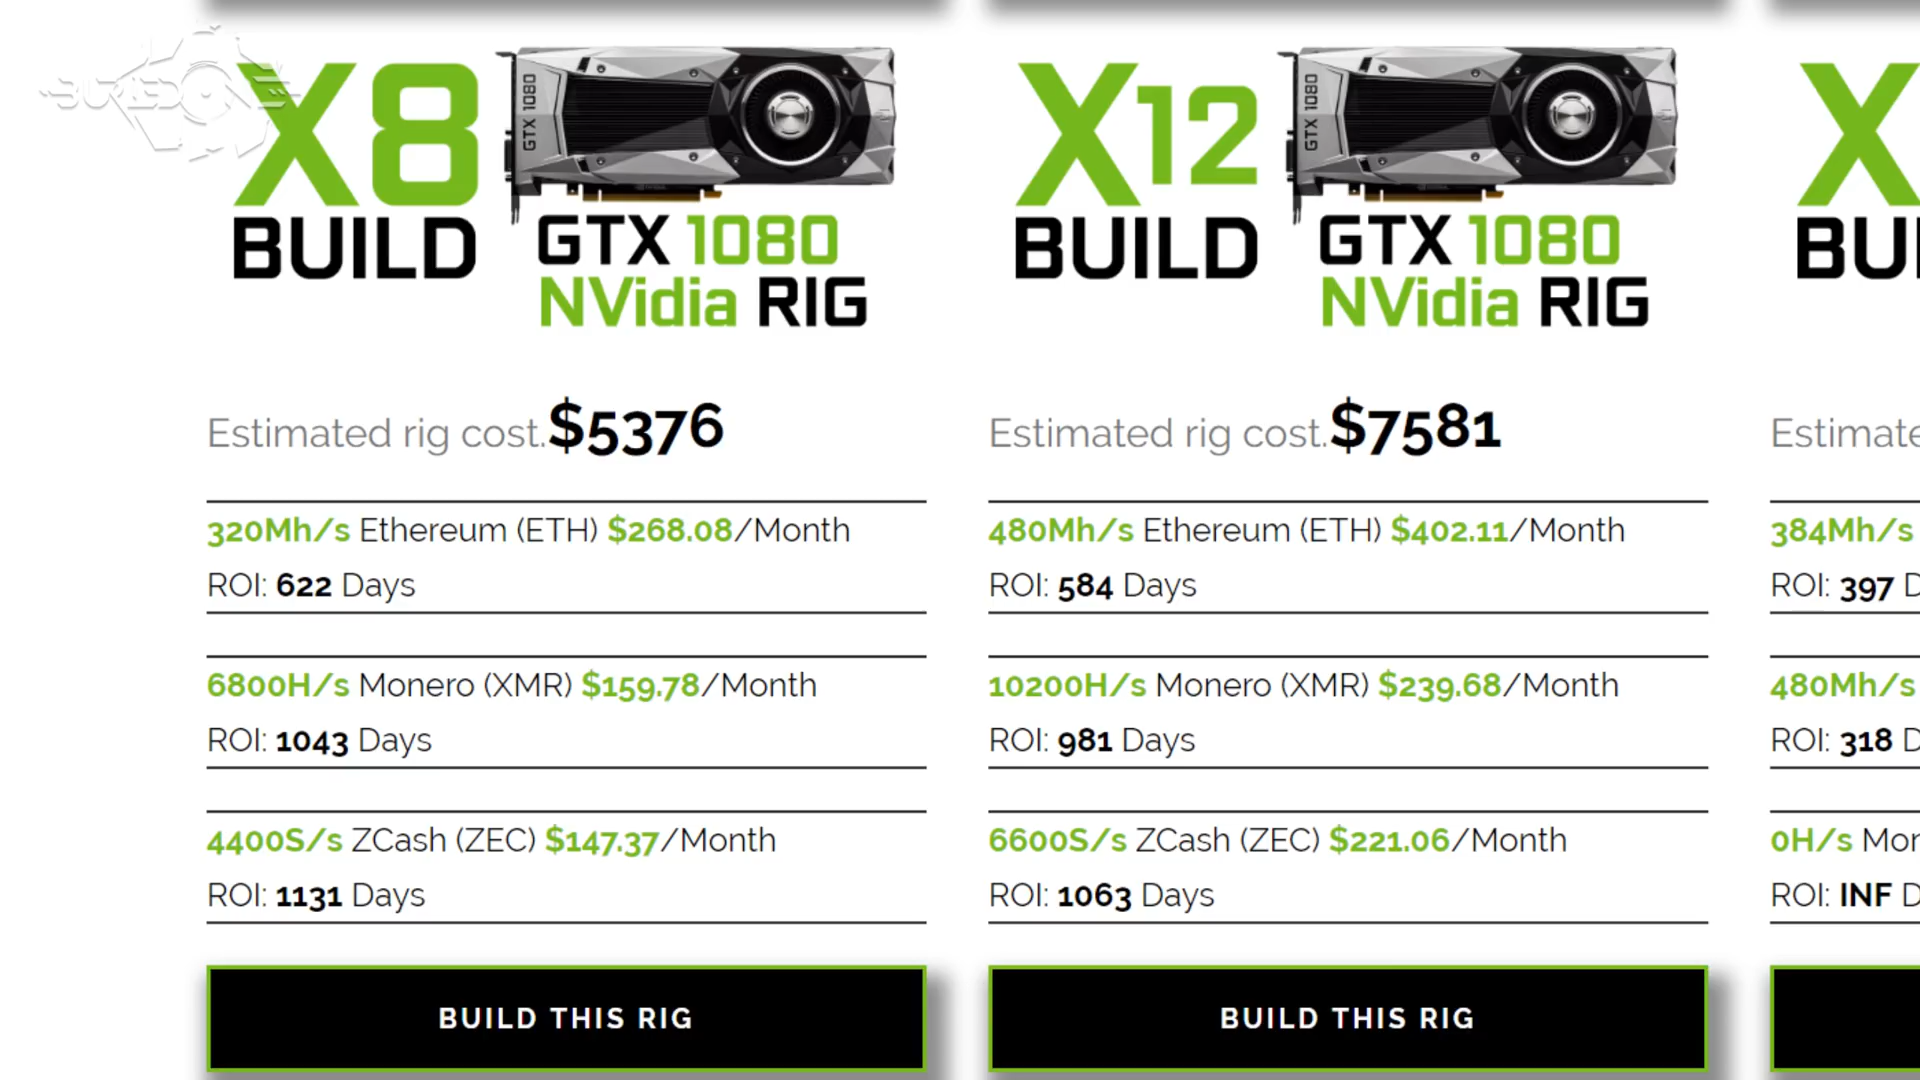 BURIEDONE
X8
BUILD
GTX 1080
GTX 1080
NVidia RIG
Estimated rig cost.$5376
320Mh/s Ethereum (ETH) $268.08/Month
ROI: 622 Days
6800H/s Monero (XMR) $159.78/Month
ROI: 1043 Days
4400S/s ZCash (ZEC) $147.37/Month
ROI: 1131 Days
BUILD THIS RIG
X12
BUILD
GTX 1080
GTX 1080
NVidia RIG
Estimated rig cost.$7581
480Mh/s Ethereum (ETH) $402.11/Month
ROI: 584 Days
10200H/s Monero (XMR) $239.68/Month
ROI: 981 Days
6600S/s ZCash (ZEC) $221.06/Month
ROI: 1063 Days
BUILD THIS RIG
X
BU
Estimate
384Mh/s
ROI: 397 D
480Mh/s
ROI: 318 D
0H/s Mon
ROI: INF D